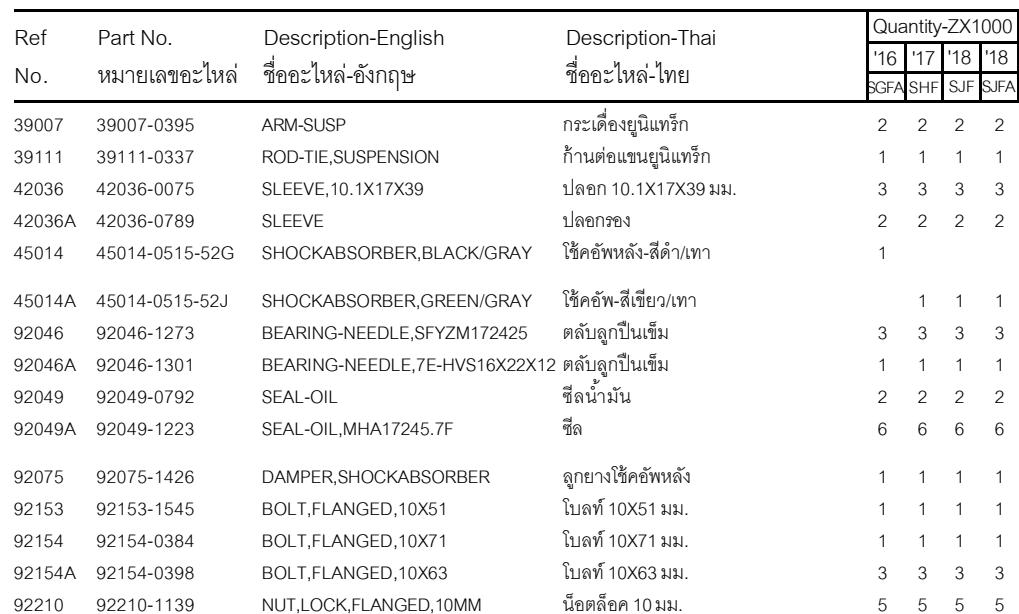 Ref Part No. Description-English Description-Thai Quantity-ZX1000
'16 '17 '18 '18
No. หมายเลขอะไหล่ ชื่ออะไหล่-อังกฤษ ชื่ออะไหล่-ไทย
SGFA SHF SJF SJFA
39007 39007-0395 ARM-SUSP กระเดื่องยูนิแทร็ก 2 2 2 2
39111 39111-0337 ROD-TIE,SUSPENSION ก้านต่อแขนยูนิแทร็ก 1 1 1 1
42036 42036-0075 SLEEVE,10.1X17X39 ปลอก 10.1X17X39 มม. 3 3 3 3
42036A 42036-0789 SLEEVE ปลอกรอง 2 2 2 2
45014 45014-0515-52G SHOCKABSORBER,BLACK/GRAY โช้คอัพหลัง-สีดำ/เทา 1
45014A 45014-0515-52J SHOCKABSORBER,GREEN/GRAY โช้คอัพ-สีเขียว/เทา 1 1 1
92046 92046-1273 BEARING-NEEDLE,SFYZM172425 ตลับลูกปืนเข็ม 3 3 3 3
92046A 92046-1301 BEARING-NEEDLE,7E-HVS16X22X12 ตลับลูกปืนเข็ม 1 1 1 1
92049 92049-0792 SEAL-OIL ซีลน้ำมัน 2 2 2 2
92049A 92049-1223 SEAL-OIL,MHA17245.7F ซีล 6 6 6 6
92075 92075-1426 DAMPER,SHOCKABSORBER ลูกยางโช้คอัพหลัง 1 1 1 1
92153 92153-1545 BOLT,FLANGED,10X51 โบลท์ 10X51 มม. 1 1 1 1
92154 92154-0384 BOLT,FLANGED,10X71 โบลท์ 10X71 มม. 1 1 1 1
92154A 92154-0398 BOLT,FLANGED,10X63 โบลท์ 10X63 มม. 3 3 3 3
92210 92210-1139 NUT,LOCK,FLANGED,10MM น็อตล็อค 10 มม. 5 5 5 5